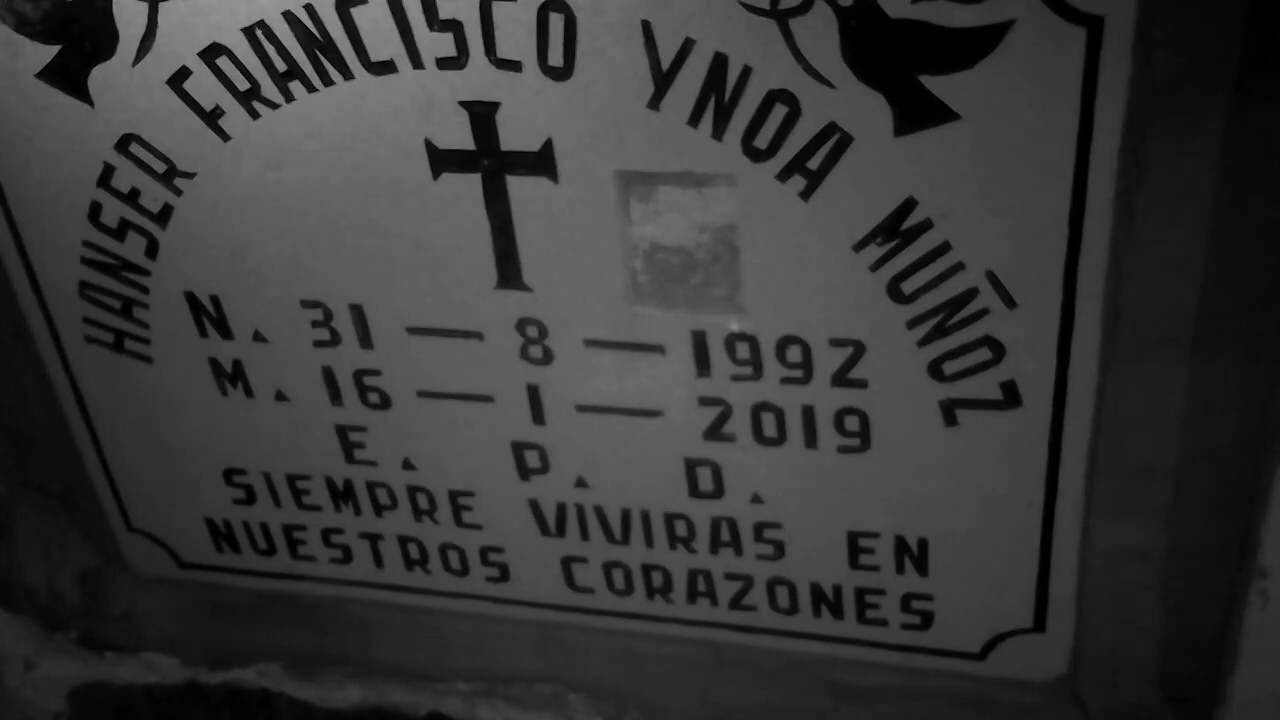 HANSER FRANCISCO YNOA MUÑOZ
N. 31 — 8 — 1992
M. 16 — 1 — 2019
E. P. D.
SIEMPRE VIVIRAS EN
NUESTROS CORAZONES